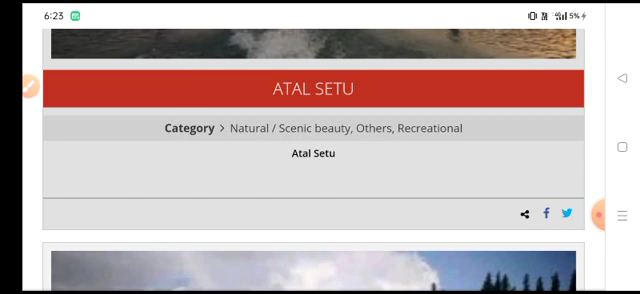 6:23
5%
ATAL SETU
Category > Natural / Scenic beauty, Others, Recreational
Atal Setu